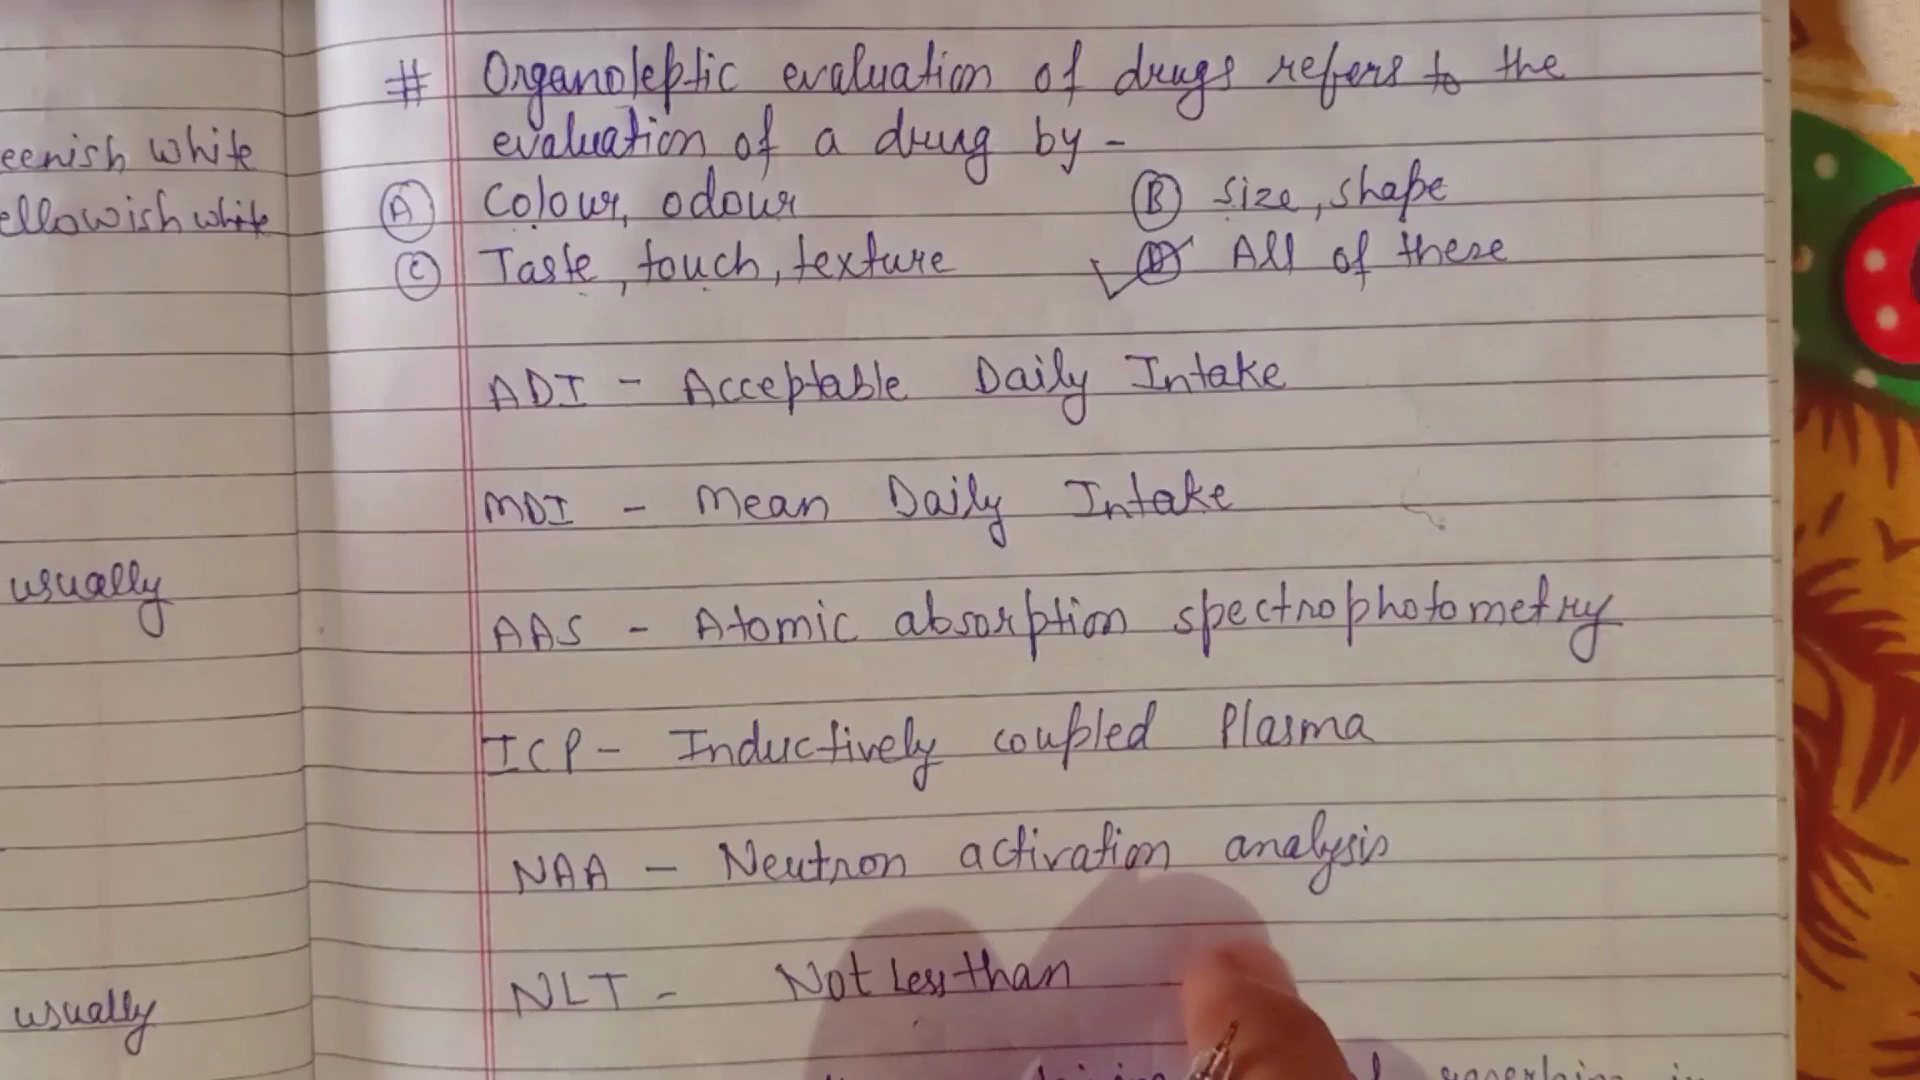 eenish white
ellowish white
usually
usually
# Organoleptic evaluation of drugs refers to the
evaluation of a drug by -
(A) Colour, odour (B) Size, shape
(C) Taste, touch, texture (D) All of these
ADI - Acceptable Daily Intake
MDI - Mean Daily Intake
AAS - Atomic absorption spectrophotometry
ICP - Inductively coupled Plasma
NAA - Neutron activation analysis
NLT - Not Less than